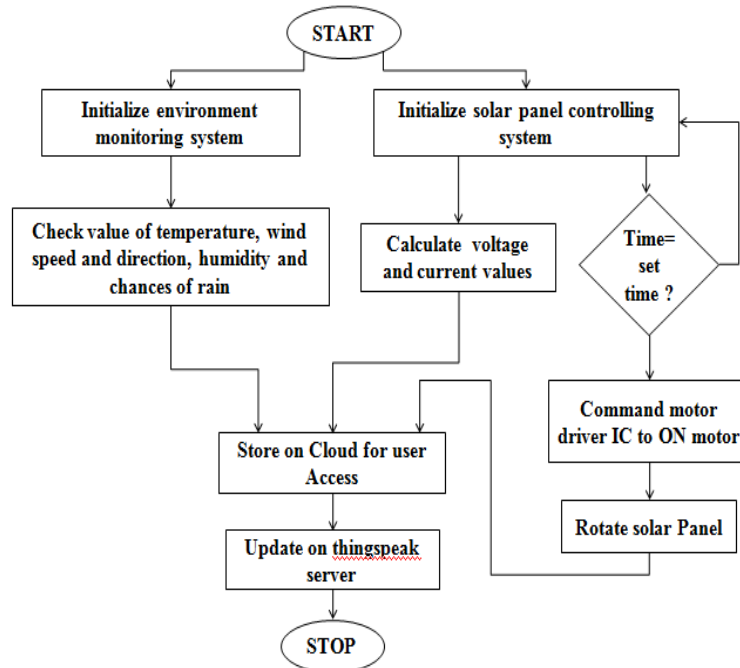 START
Initialize environment
monitoring system
Initialize solar panel controlling
system
Check value of temperature, wind
speed and direction, humidity and
chances of rain
Calculate voltage
and current values
Time=
set
time ?
Command motor
driver IC to ON motor
Store on Cloud for user
Access
Rotate solar Panel
Update on thingspeak
server
STOP